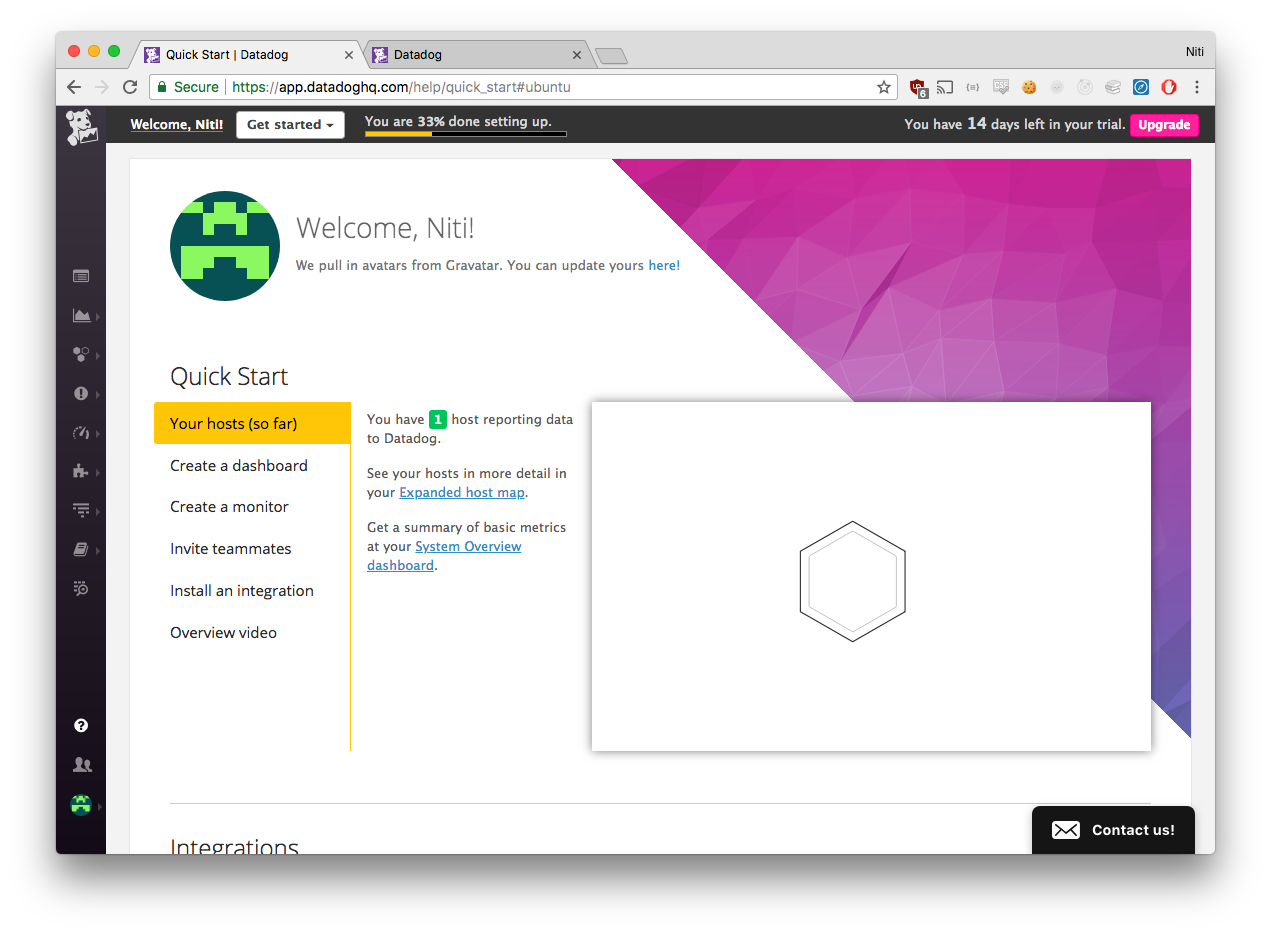 Quick Start | Datadog
Datadog
Niti
Secure
https://app.datadoghq.com/help/quick_start#ubuntu
6
Welcome, Niti!
Get started
You are 33% done setting up.
You have 14 days left in your trial.
Upgrade
Welcome, Niti!
We pull in avatars from Gravatar. You can update yours here!
Quick Start
Your hosts (so far)
Create a dashboard
Create a monitor
Invite teammates
Install an integration
Overview video
You have 1 host reporting data
to Datadog.
See your hosts in more detail in
your Expanded host map.
Get a summary of basic metrics
at your System Overview
dashboard.
Integrations
Contact us!